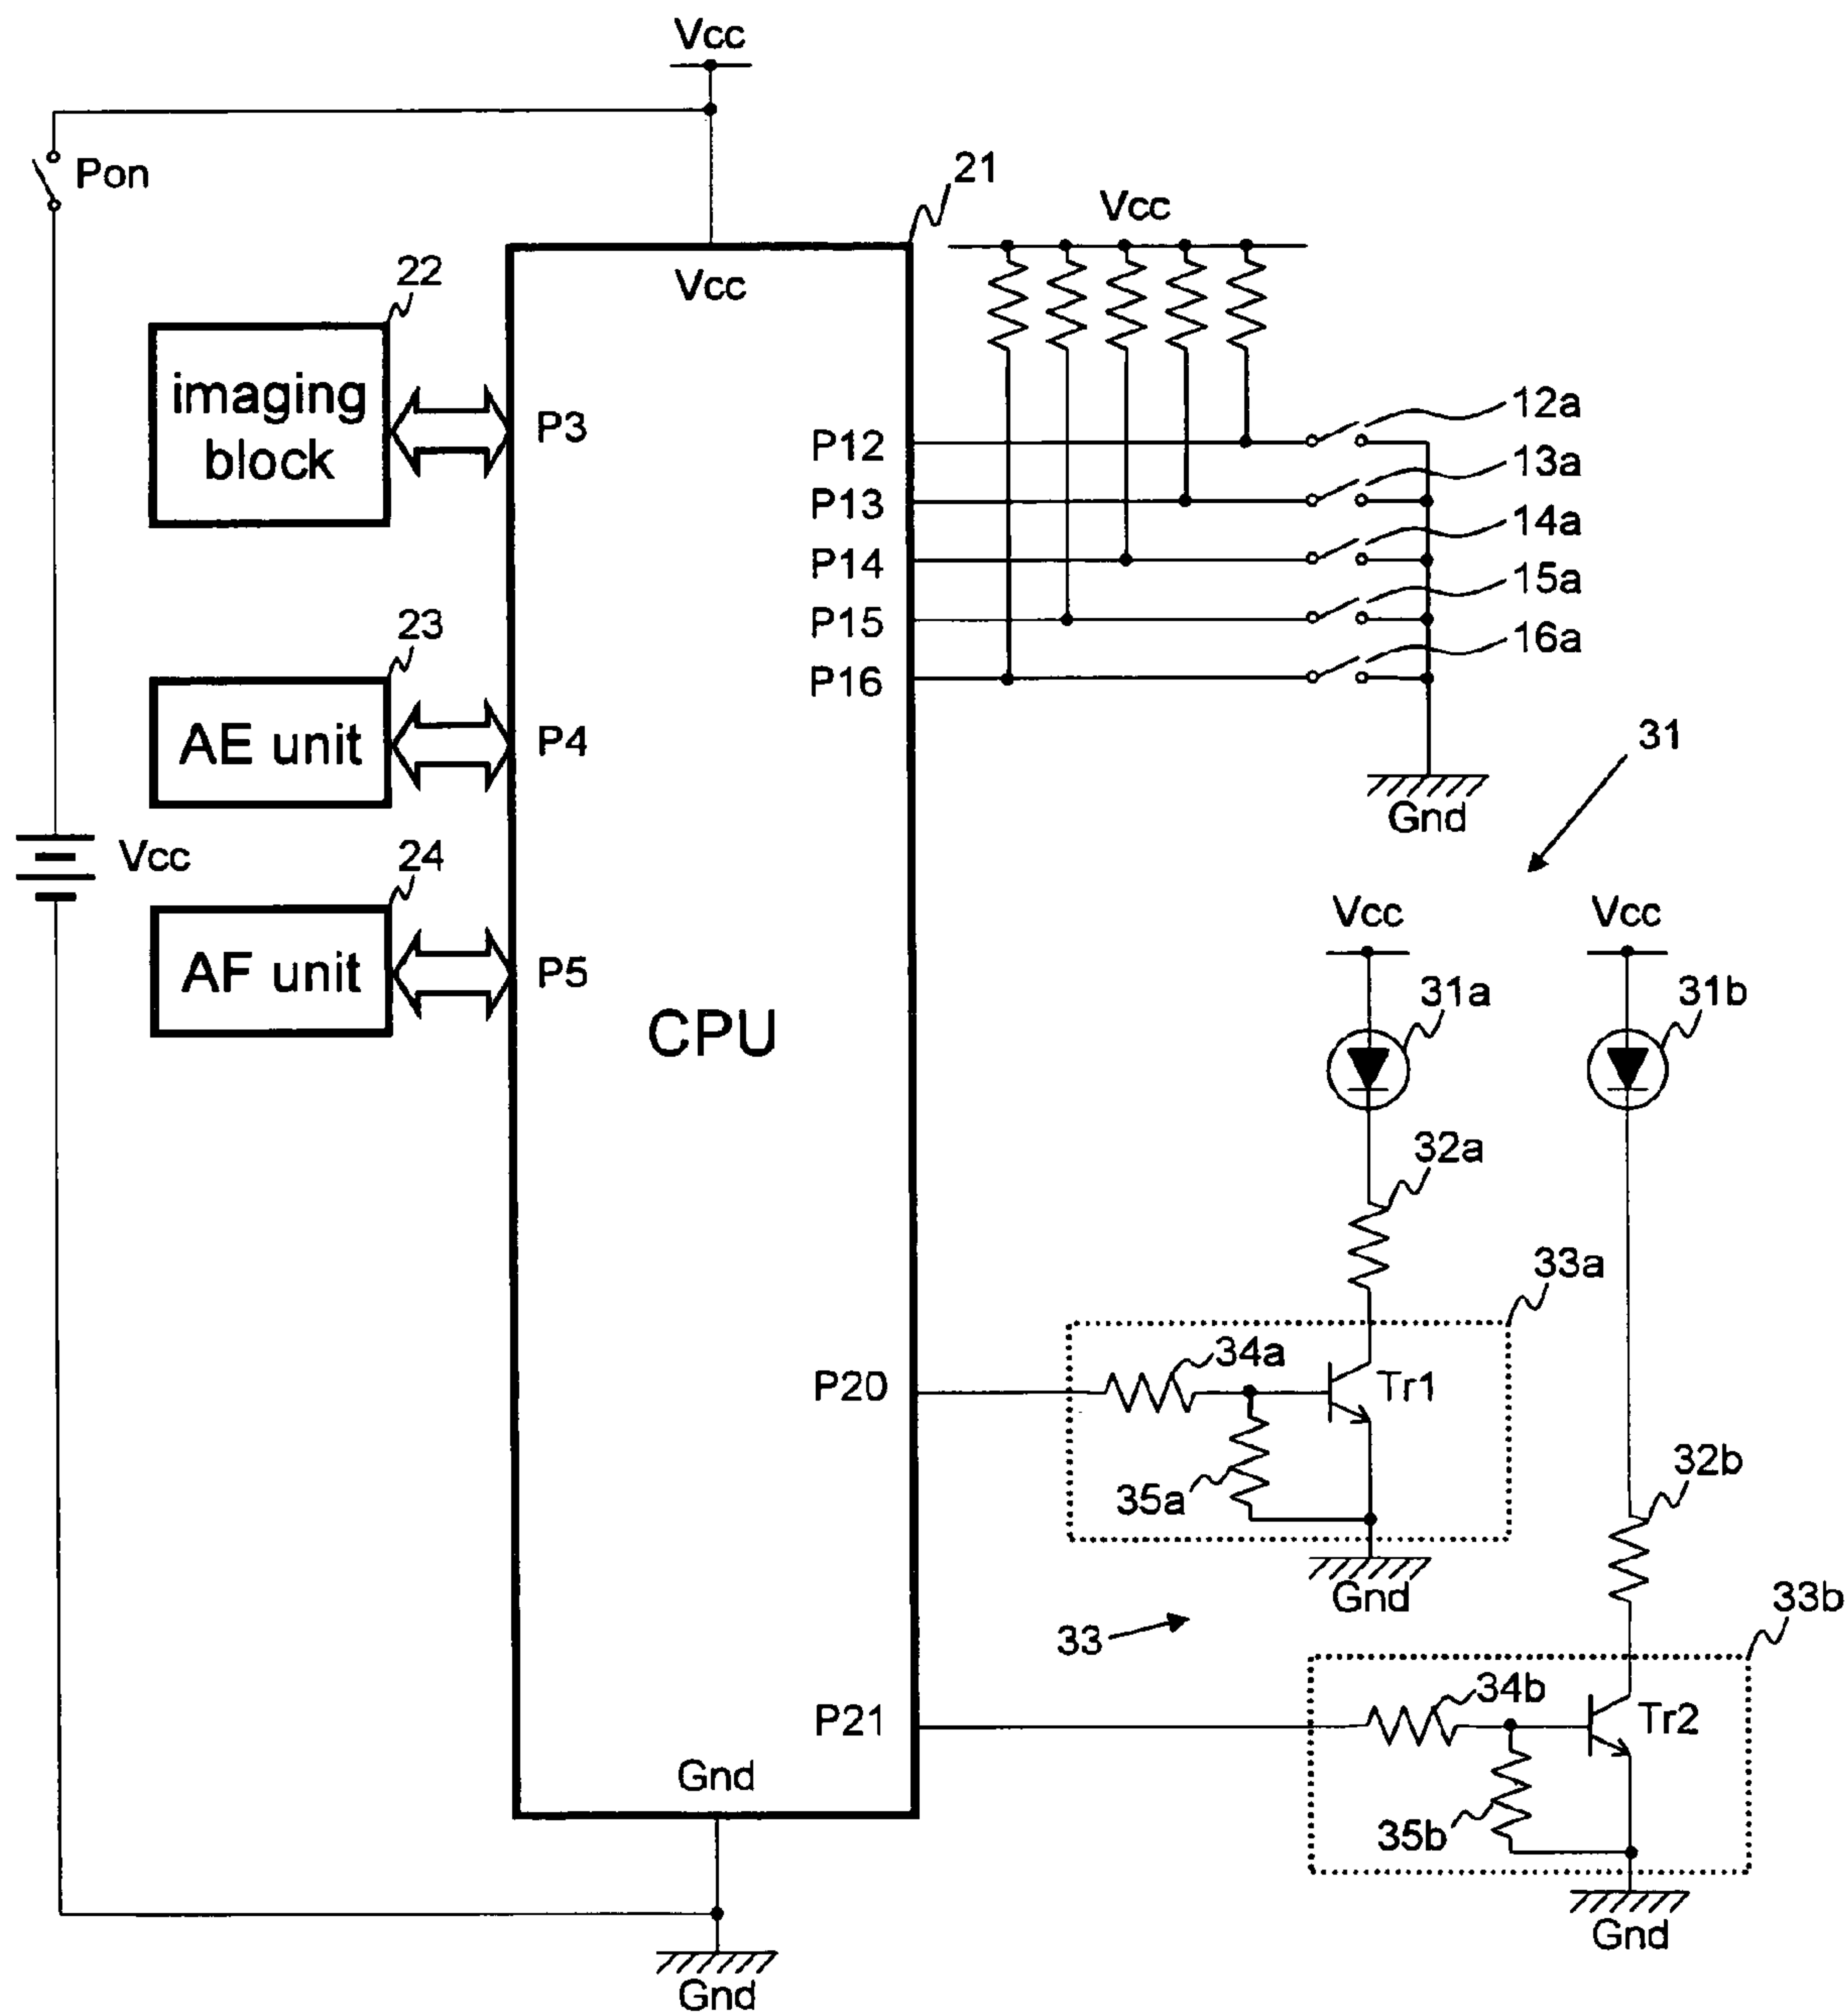 Vcc
Pon
21
Vcc
22
Vcc
imaging
block
P3
P12
12a
P13
13a
P14
14a
P15
15a
P16
16a
23
AE unit
P4
31
Gnd
Vcc
24
AF unit
P5
CPU
Vcc
Vcc
31a
31b
32a
33a
P20
34a
Tr1
35a
32b
Gnd
33
33b
P21
34b
Tr2
35b
Gnd
Gnd
Gnd